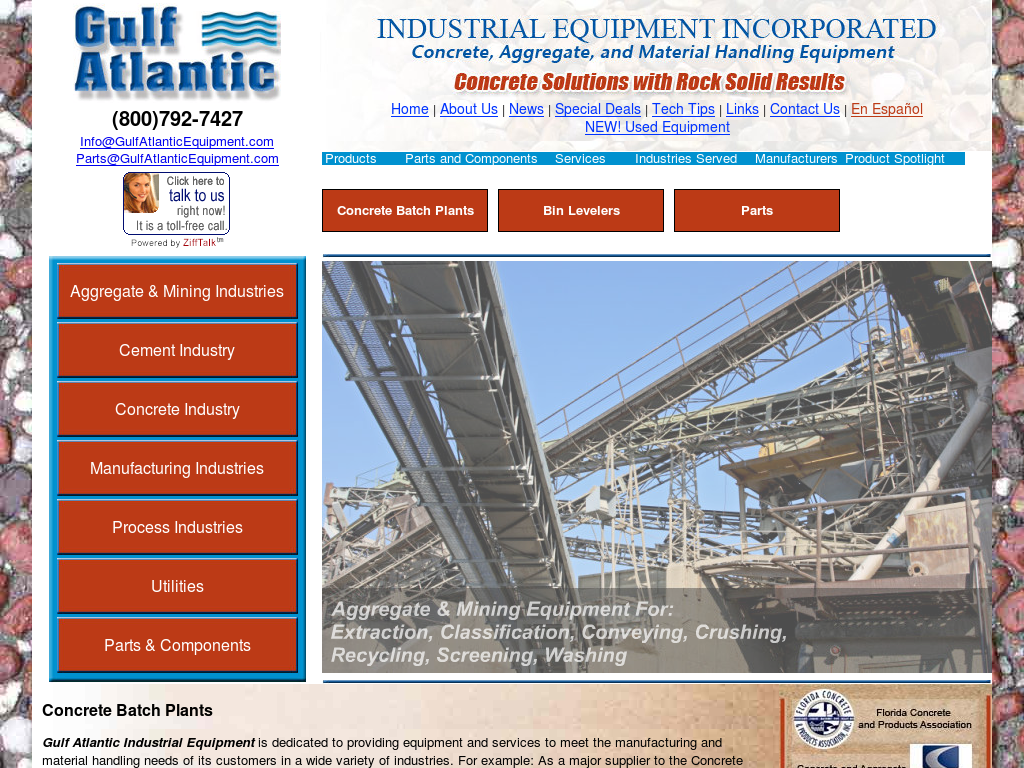 Gulf
Atlantic
(800)792-7427
Info@GulfAtlanticEquipment.com
Parts@GulfAtlanticEquipment.com
Click here to
talk to us
right now!
It is a toll-free call.
Powered by ZiffTalk™
INDUSTRIAL EQUIPMENT INCORPORATED
Concrete, Aggregate, and Material Handling Equipment
Concrete Solutions with Rock Solid Results
Home | About Us | News | Special Deals | Tech Tips | Links | Contact Us | En Español
NEW! Used Equipment
Products Parts and Components Services Industries Served Manufacturers Product Spotlight
Concrete Batch Plants Bin Levelers Parts
Aggregate & Mining Industries
Cement Industry
Concrete Industry
Manufacturing Industries
Process Industries
Utilities
Parts & Components
Aggregate & Mining Equipment For:
Extraction, Classification, Conveying, Crushing,
Recycling, Screening, Washing
Concrete Batch Plants
Gulf Atlantic Industrial Equipment is dedicated to providing equipment and services to meet the manufacturing and
material handling needs of its customers in a wide variety of industries. For example: As a major supplier to the Concrete
FLORIDA CONCRETE
& PRODUCTS ASSOCIATION, INC.
Florida Concrete
and Products Association
Concrete and Aggregate